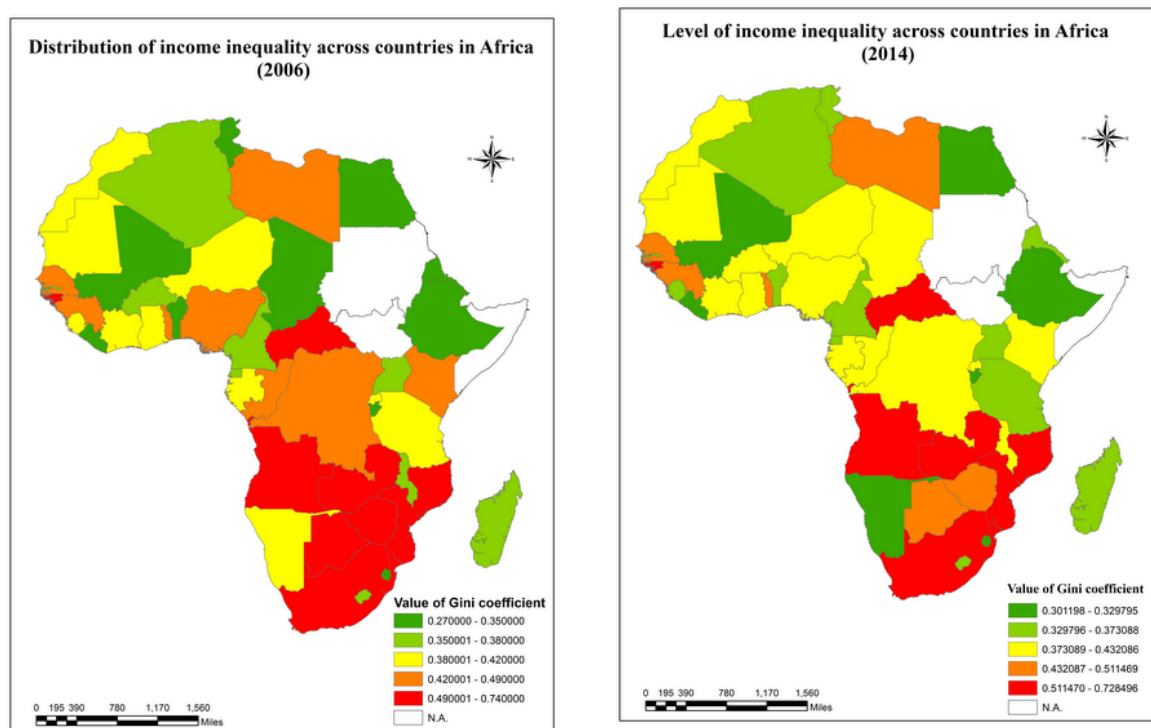 Distribution of income inequality across countries in Africa
(2006)
N
W
E
S
Value of Gini coefficient
0.270000 - 0.350000
0.350001 - 0.380000
0.380001 - 0.420000
0.420001 - 0.490000
0.490001 - 0.740000
N.A.
0 195 390 780 1,170 1,560
Miles
Level of income inequality across countries in Africa
(2014)
N
W
E
S
Value of Gini coefficient
0.301198 - 0.329795
0.329796 - 0.373088
0.373089 - 0.432086
0.432087 - 0.511469
0.511470 - 0.728496
N.A.
0 195 390 780 1,170 1,560
Miles